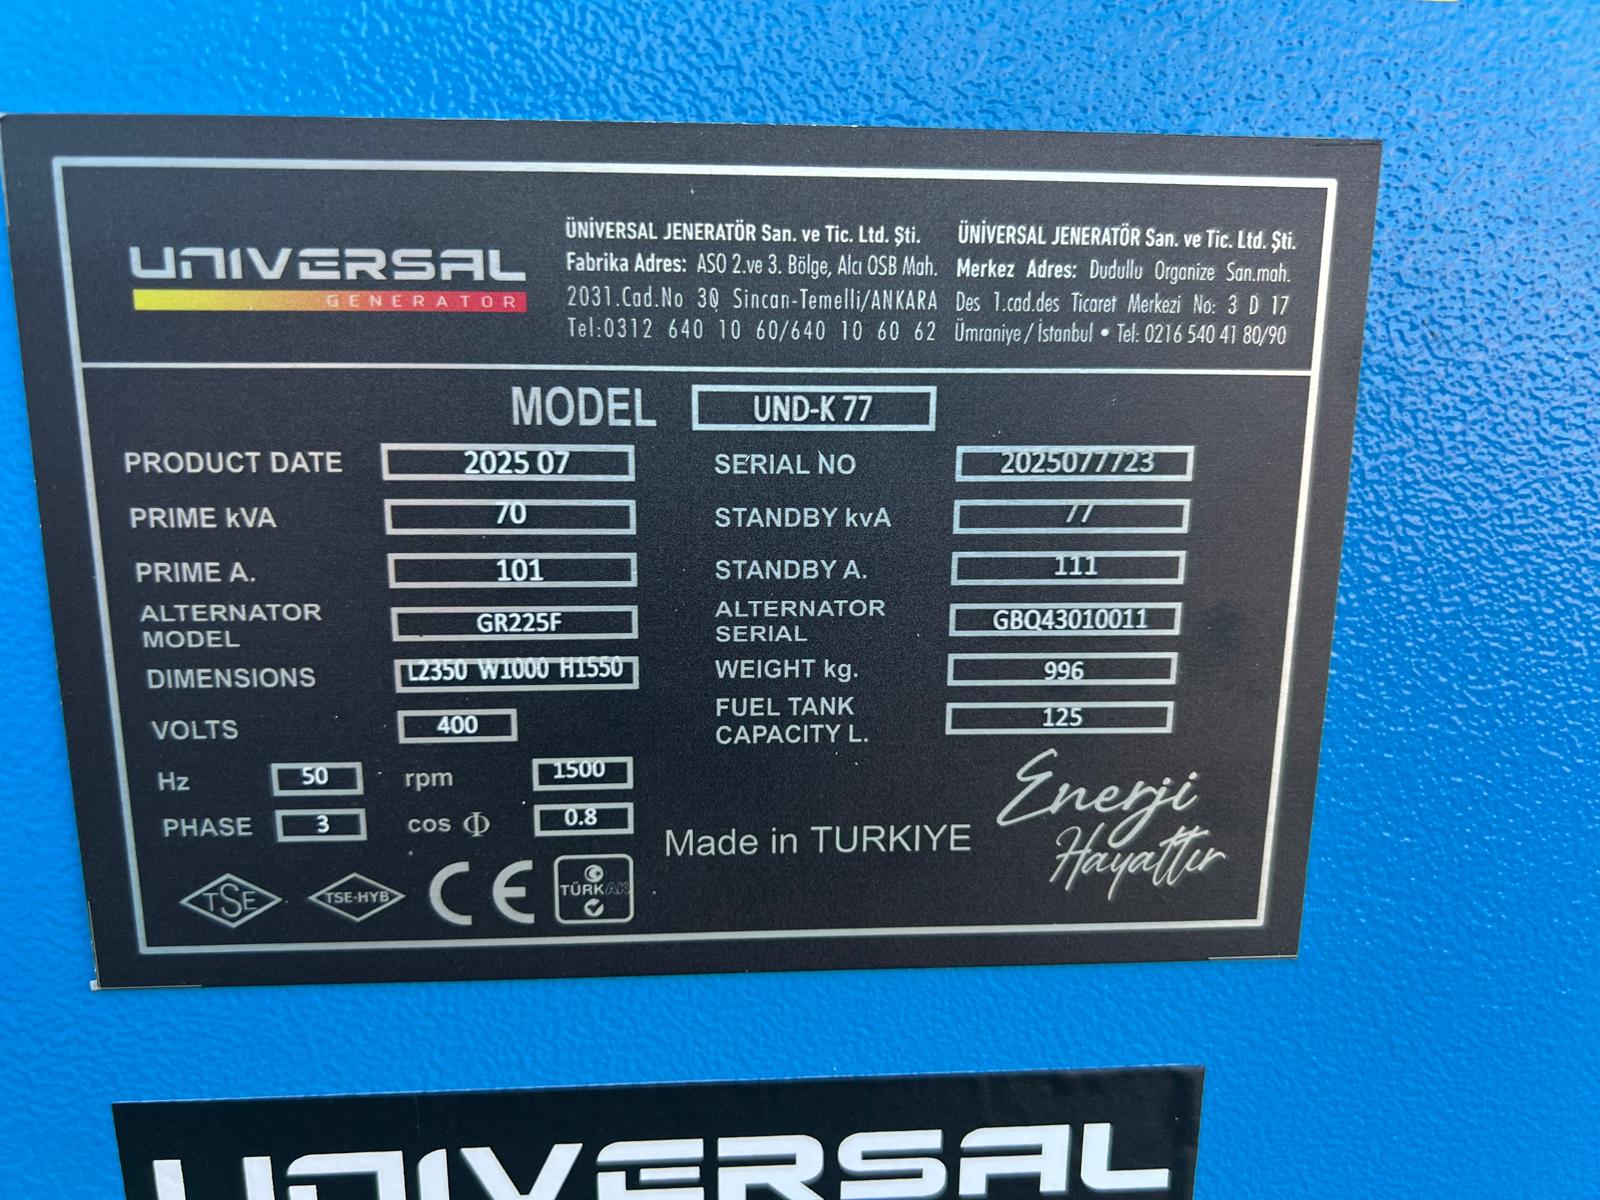 UNIVERSAL
GENERATOR
ÜNİVERSAL JENERATÖR San. ve Tic. Ltd. Şti.
Fabrika Adres: ASO 2.ve 3. Bölge, Alcı OSB Mah.
2031.Cad.No 30 Sincan-Temelli/ANKARA
Tel:0312 640 10 60/640 10 60 62
ÜNİVERSAL JENERATÖR San. ve Tic. Ltd. Şti.
Merkez Adres: Dudullu Organize San.mah.
Des 1.cad.des Ticaret Merkezi No: 3 D 17
Ümraniye / İstanbul • Tel: 0216 540 41 80/90
MODEL UND-K 77
PRODUCT DATE 2025 07
SERIAL NO 2025077723
PRIME kVA 70
STANDBY kvA 77
PRIME A. 101
STANDBY A. 111
ALTERNATOR
MODEL GR225F
ALTERNATOR
SERIAL GBQ43010011
DIMENSIONS L2350 W1000 H1550
WEIGHT kg. 996
VOLTS 400
FUEL TANK
CAPACITY L. 125
Hz 50 rpm 1500
PHASE 3 cos Φ 0.8
Made in TURKIYE
Enerji
Hayattır
TSE
TSE-HYB
CE
TÜRKAK
UNIVERSAL